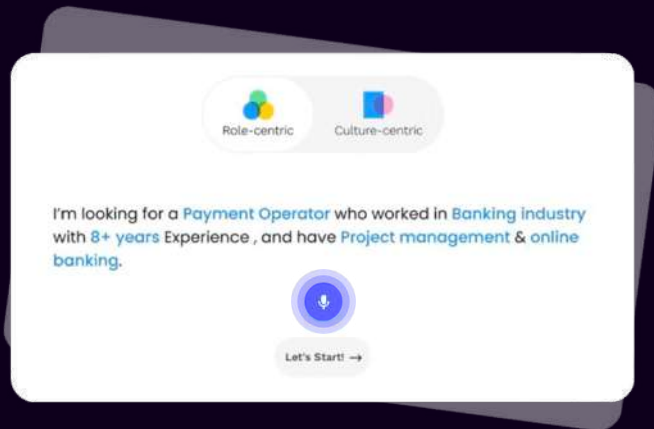 Role-centric
Culture-centric
I'm looking for a Payment Operator who worked in Banking industry
with 8+ years Experience , and have Project management & online
banking.
Let's Start! →